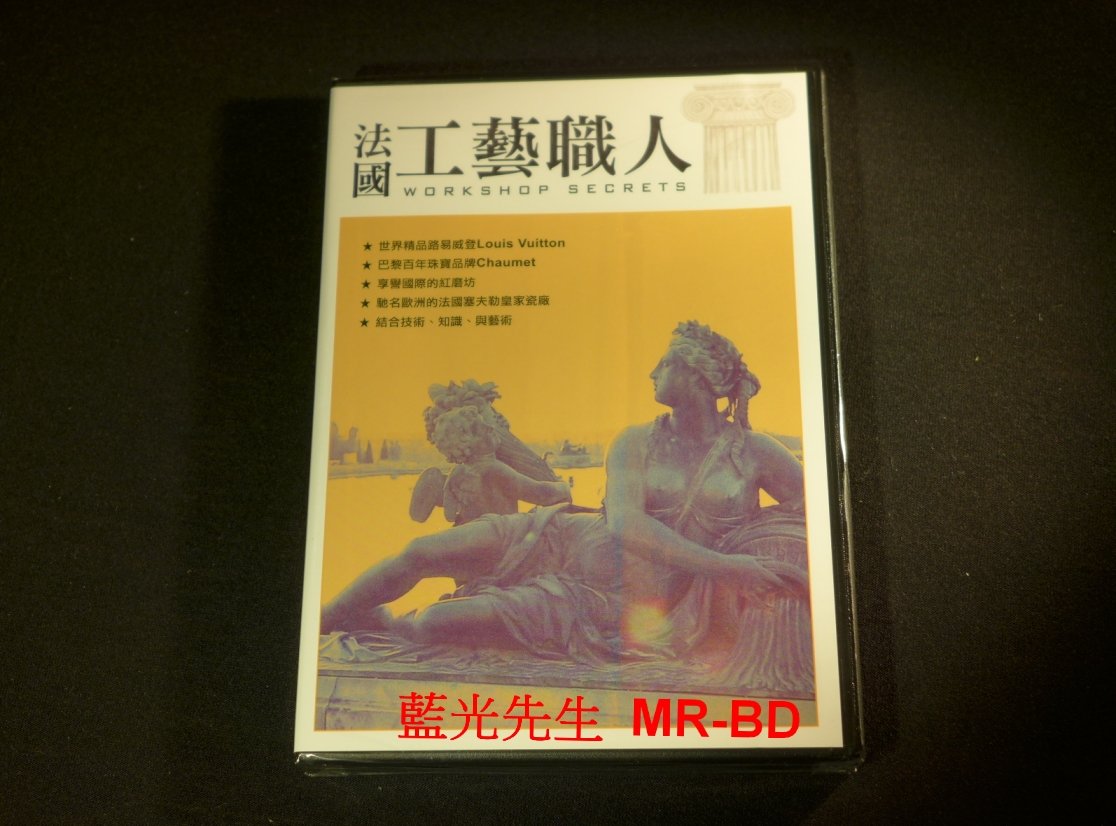 法國工藝職人
WORKSHOP SECRETS
★ 世界精品路易威登Louis Vuitton
★ 巴黎百年珠寶品牌Chaumet
★ 享譽國際的紅磨坊
★ 馳名歐洲的法國塞夫勒皇家瓷廠
★ 結合技術、知識、與藝術
藍光先生 MR-BD